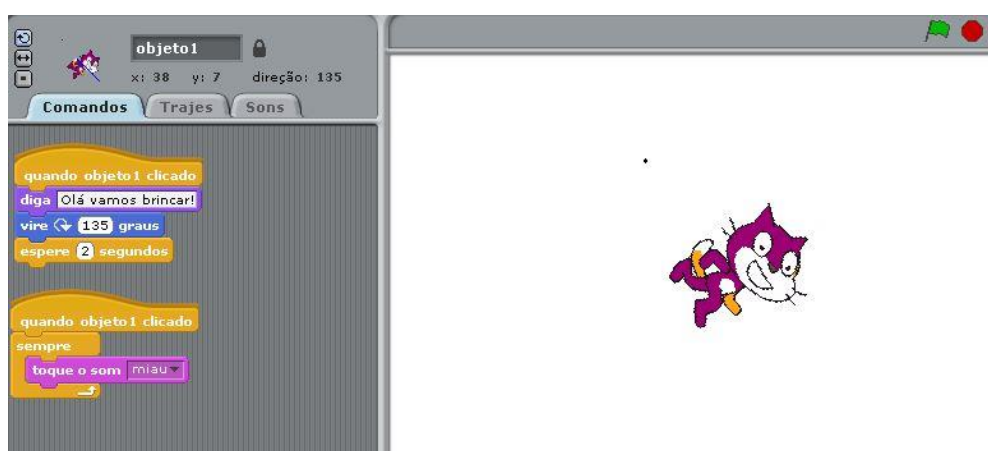 objeto1
x: 38 y: 7 direção: 135
Comandos Trajes Sons
quando objeto1 clicado
diga Olá vamos brincar!
vire 135 graus
espere 2 segundos
quando objeto1 clicado
sempre
toque o som miau